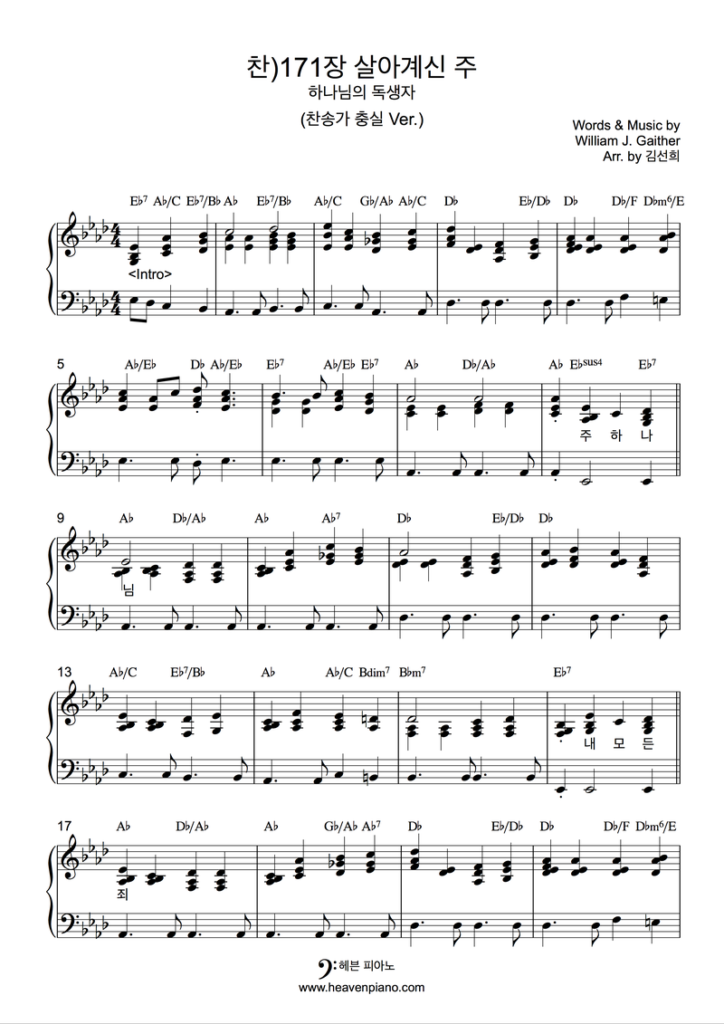 찬)171장 살아계신 주
하나님의 독생자
(찬송가 충실 Ver.)
Words & Music by
William J. Gaither
Arr. by 김선희
E♭7 A♭/C E♭7/B♭ A♭ E♭7/B♭ A♭/C G♭/A♭ A♭/C D♭ E♭/D♭ D♭ D♭/F D♭m6/E
<Intro>
5
A♭/E♭ D♭ A♭/E♭ E♭7 A♭/E♭ E♭7 A♭ D♭/A♭ A♭ E♭sus4 E♭7
주 하 나
9
A♭ D♭/A♭ A♭ A♭7 D♭ E♭/D♭ D♭
님
13
A♭/C E♭7/B♭ A♭ A♭/C Bdim7 B♭m7 E♭7
내 모 든
17
A♭ D♭/A♭ A♭ G♭/A♭ A♭7 D♭ E♭/D♭ D♭ D♭/F D♭m6/E
죄
헤븐 피아노
www.heavenpiano.com